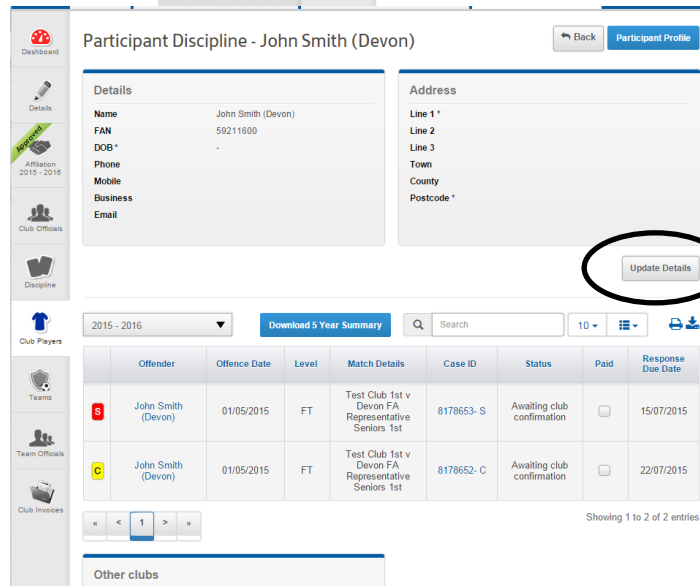 Participant Discipline - John Smith (Devon)
Back
Participant Profile
Dashboard
Details
Approved
Affiliation
2015 - 2016
Club Officials
Discipline
Club Players
Teams
Team Officials
Club Invoices
Details
Name John Smith (Devon)
FAN 59211600
DOB * -
Phone
Mobile
Business
Email
Address
Line 1 *
Line 2
Line 3
Town
County
Postcode *
Update Details
2015 - 2016
Download 5 Year Summary
Search
10
Offender Offence Date Level Match Details Case ID Status Paid Response
Due Date
S John Smith
(Devon) 01/05/2015 FT Test Club 1st v
Devon FA
Representative
Seniors 1st 8178653- S Awaiting club
confirmation 15/07/2015
C John Smith
(Devon) 01/05/2015 FT Test Club 1st v
Devon FA
Representative
Seniors 1st 8178652- C Awaiting club
confirmation 22/07/2015
« < 1 > »
Showing 1 to 2 of 2 entries
Other clubs